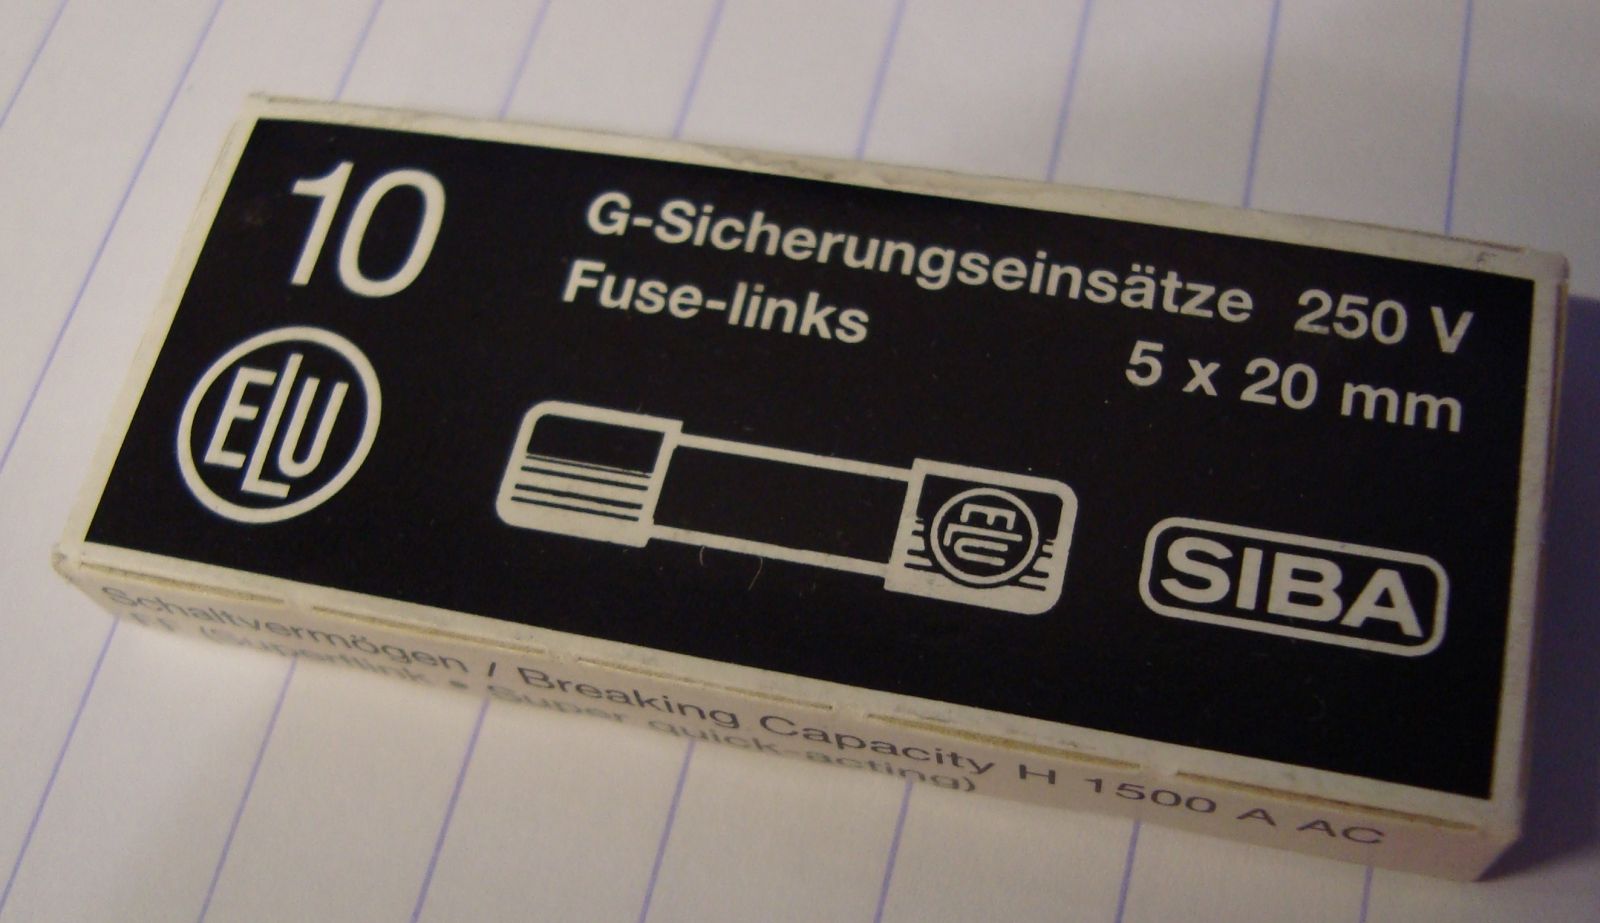 10
G-Sicherungseinsätze 250 V
Fuse-links
5 x 20 mm
ELU
ELU
SIBA
Schaltvermögen / Breaking Capacity H 1500 A AC
FF (Superflink • Super quick-acting)